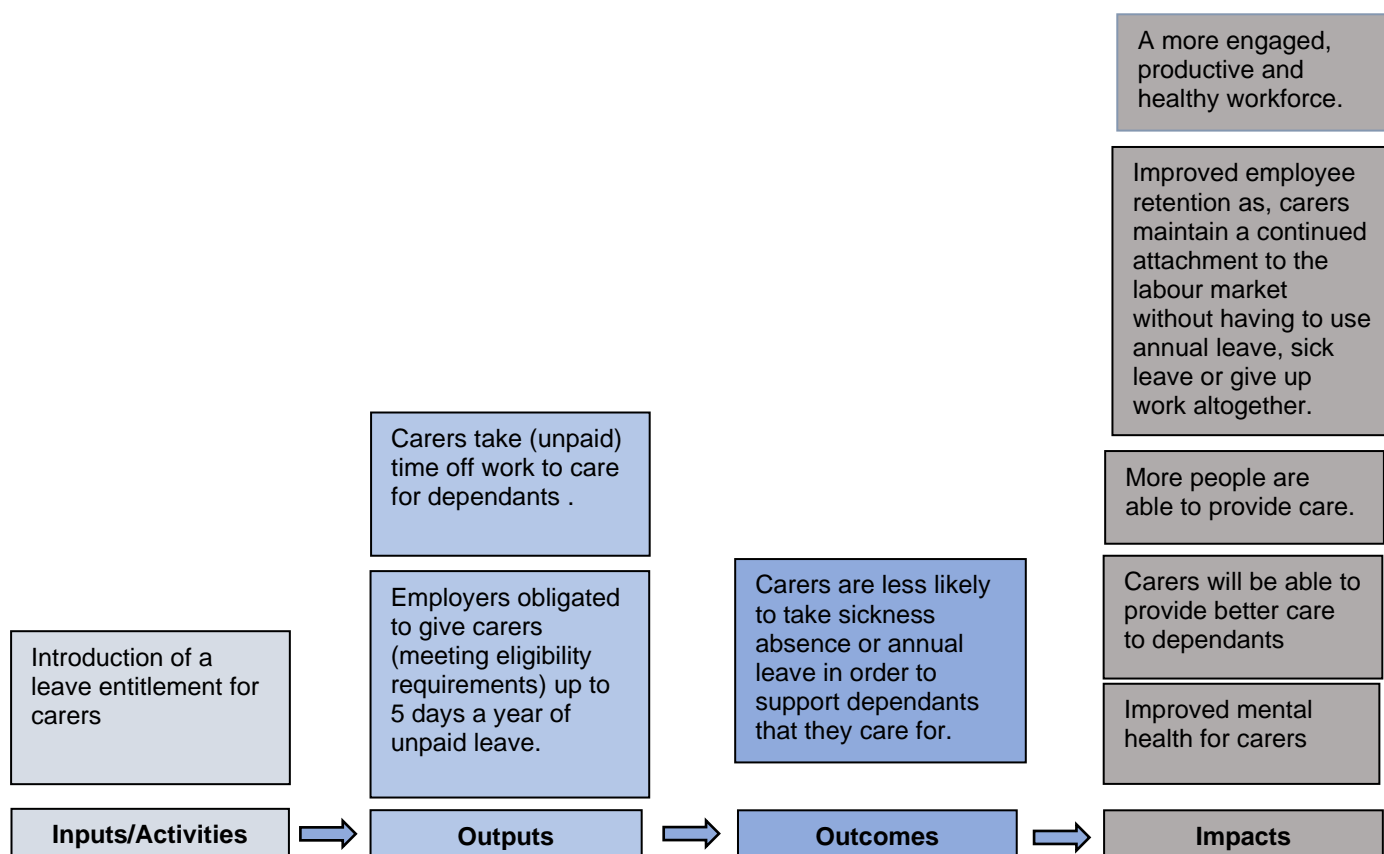 A more engaged,
productive and
healthy workforce.
Improved employee
retention as, carers
maintain a continued
attachment to the
labour market
without having to use
annual leave, sick
leave or give up
work altogether.
Carers take (unpaid)
time off work to care
for dependants .
More people are
able to provide care.
Introduction of a
leave entitlement for
carers
Employers obligated
to give carers
(meeting eligibility
requirements) up to
5 days a year of
unpaid leave.
Carers are less likely
to take sickness
absence or annual
leave in order to
support dependants
that they care for.
Carers will be able to
provide better care
to dependants
Improved mental
health for carers
Inputs/Activities
Outputs
Outcomes
Impacts